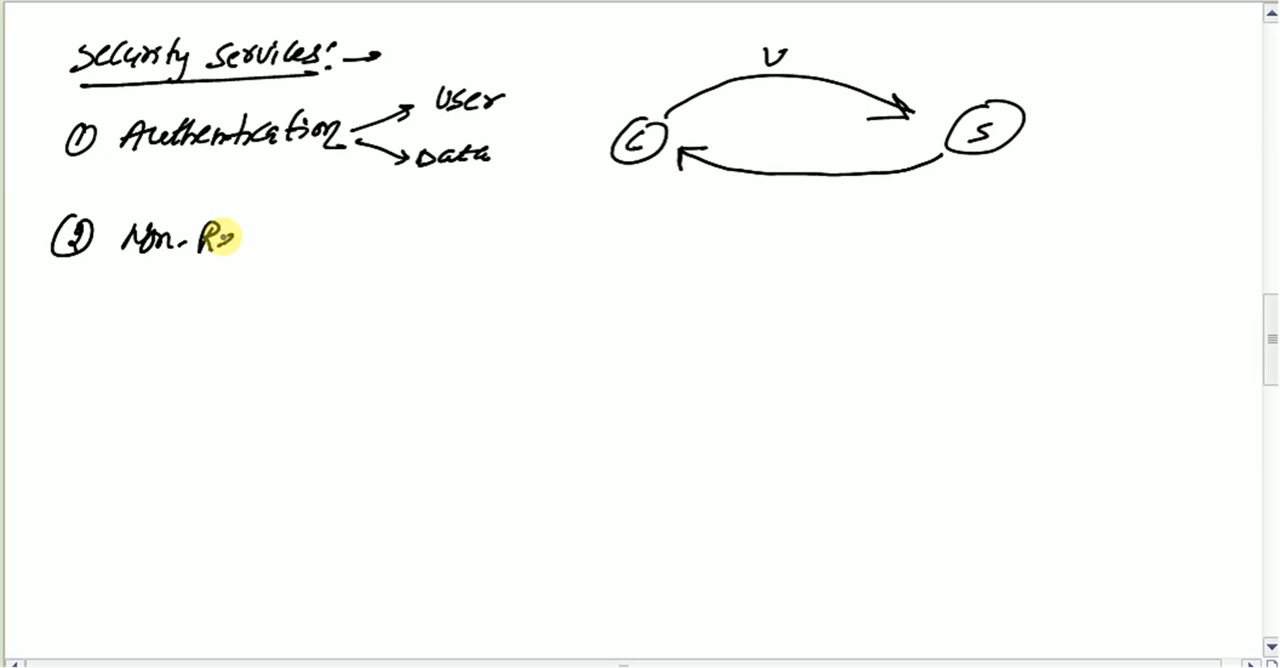 Security Services:→
① Authentication
User
Data
② Non-R
U
C
S